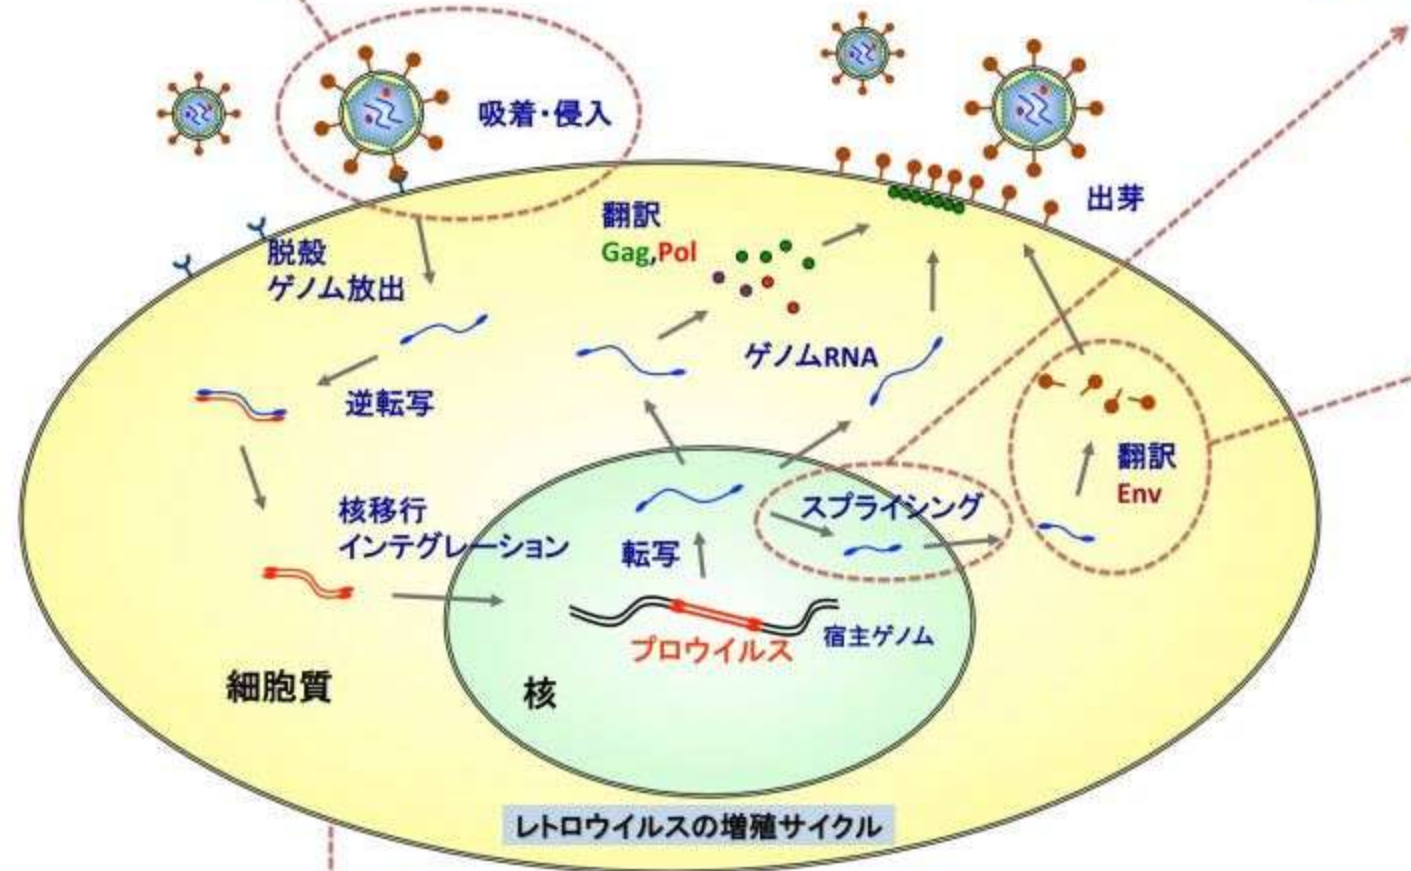 吸着・侵入
出芽
翻訳
Gag,Pol
脱殻
ゲノム放出
ゲノムRNA
逆転写
翻訳
Env
スプライシング
核移行
インテグレーション
転写
宿主ゲノム
プロウイルス
細胞質
核
レトロウイルスの増殖サイクル